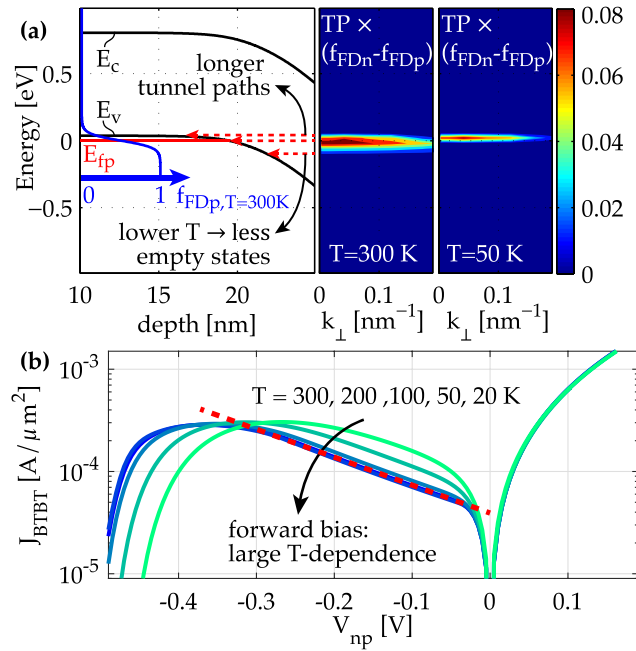 (a)
E_c
E_v
E_fp
0 1
f_FDp,T=300K
longer
tunnel paths
lower T → less
empty states
Energy [eV]
0.5
0
−0.5
10 15 20
depth [nm]
TP ×
(f_FDn-f_FDp)
T=300 K
0 0.1
k_⊥ [nm⁻¹]
TP ×
(f_FDn-f_FDp)
T=50 K
0 0.1
k_⊥ [nm⁻¹]
0.08
0.06
0.04
0.02
0
(b)
J_BTBT [A/μm²]
10⁻³
10⁻⁴
10⁻⁵
T = 300, 200 ,100, 50, 20 K
forward bias:
large T-dependence
-0.4 -0.3 -0.2 -0.1 0 0.1
V_np [V]